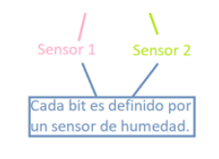 Sensor 1 Sensor 2
Cada bit es definido por
un sensor de humedad.